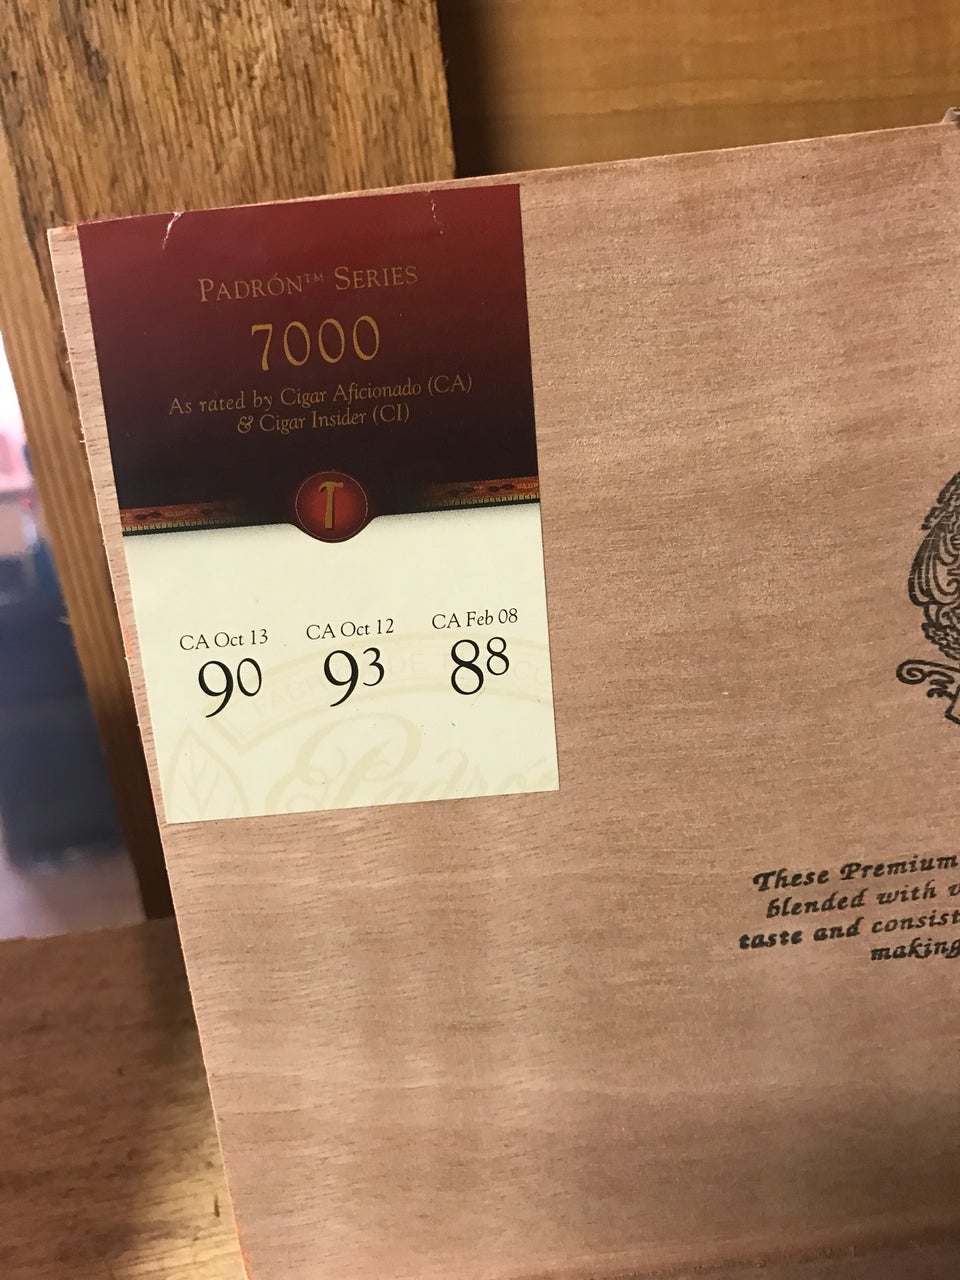 PADRÓN™ SERIES
7000
As rated by Cigar Aficionado (CA)
& Cigar Insider (CI)
CA Oct 13 CA Oct 12 CA Feb 08
90 93 88
Padrón
These Premium
blended with
taste and consist
making